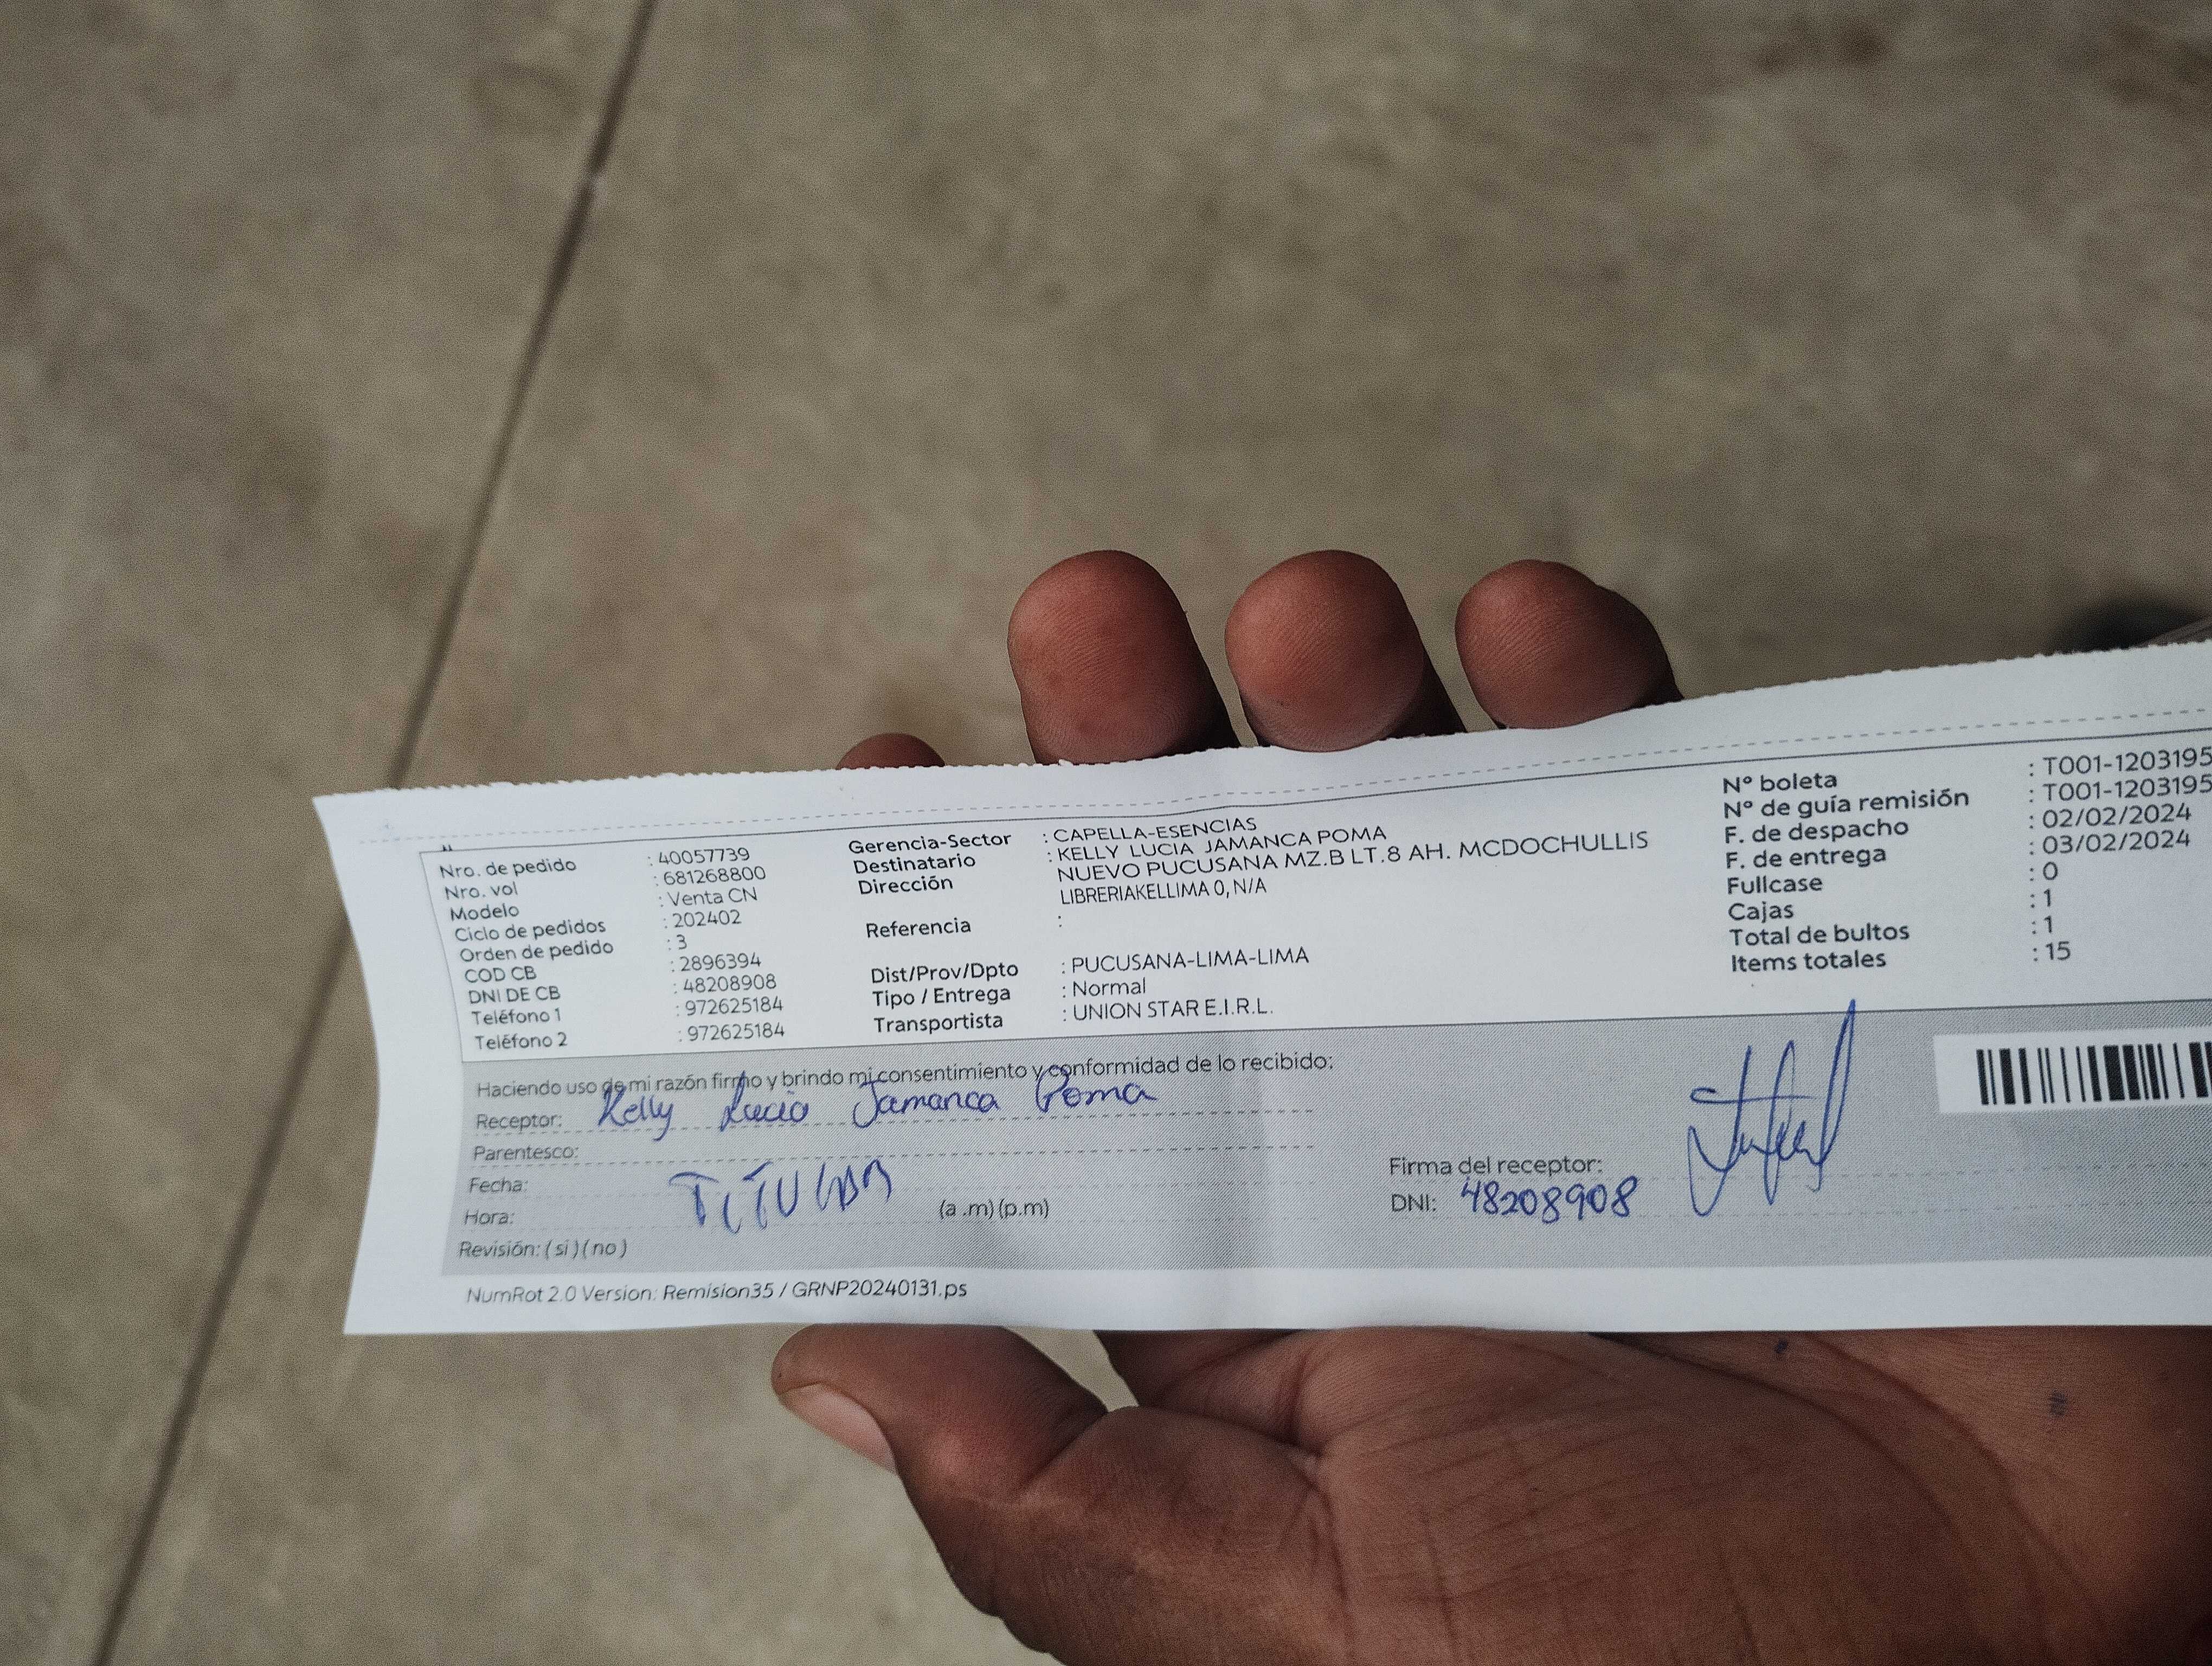 Nro. de pedido : 40057739
Nro. vol : 681268800
Modelo : Venta CN
Ciclo de pedidos : 202402
Orden de pedido : 3
COD CB : 2896394
DNI DE CB : 48208908
Teléfono 1 : 972625184
Teléfono 2 : 972625184
Gerencia-Sector : CAPELLA-ESENCIAS
Destinatario : KELLY LUCIA JAMANCA POMA
Dirección NUEVO PUCUSANA MZ.B LT.8 AH. MCDOCHULLIS
LIBRERIAKELLIMA 0, N/A
Referencia :
Dist/Prov/Dpto : PUCUSANA-LIMA-LIMA
Tipo / Entrega : Normal
Transportista : UNION STAR E.I.R.L.
N° boleta : T001-1203195
N° de guía remisión : T001-1203195
F. de despacho : 02/02/2024
F. de entrega : 03/02/2024
Fullcase : 0
Cajas : 1
Total de bultos : 1
Items totales : 15
Haciendo uso de mi razón firmo y brindo mi consentimiento y conformidad de lo recibido:
Receptor: Kelly Lucia Jamanca Poma
Parentesco:
Fecha: TITULAR
Hora: (a .m) (p.m)
Revisión: ( si ) ( no )
Firma del receptor:
DNI: 48208908
NumRot 2.0 Version: Remision35 / GRNP20240131.ps